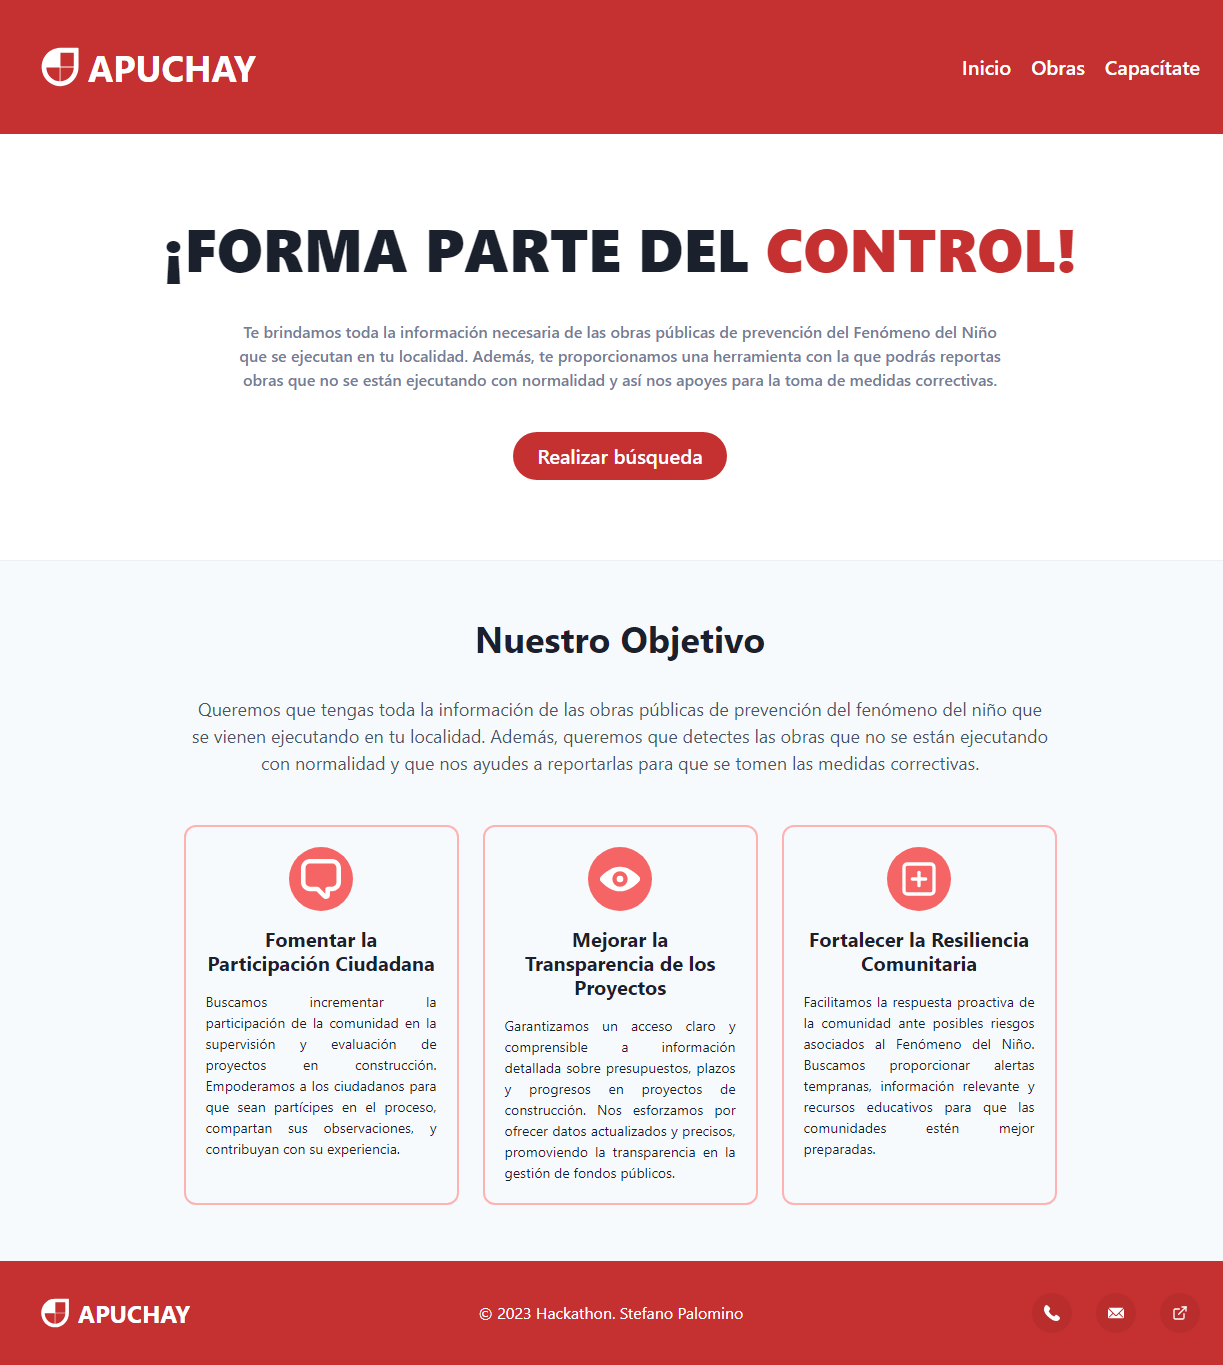 APUCHAY
Inicio Obras Capacítate
¡FORMA PARTE DEL CONTROL!
Te brindamos toda la información necesaria de las obras públicas de prevención del Fenómeno del Niño
que se ejecutan en tu localidad. Además, te proporcionamos una herramienta con la que podrás reportas
obras que no se están ejecutando con normalidad y así nos apoyes para la toma de medidas correctivas.
Realizar búsqueda
Nuestro Objetivo
Queremos que tengas toda la información de las obras públicas de prevención del fenómeno del niño que
se vienen ejecutando en tu localidad. Además, queremos que detectes las obras que no se están ejecutando
con normalidad y que nos ayudes a reportarlas para que se tomen las medidas correctivas.
Fomentar la
Participación Ciudadana
Buscamos incrementar la
participación de la comunidad en la
supervisión y evaluación de
proyectos en construcción.
Empoderamos a los ciudadanos para
que sean partícipes en el proceso,
compartan sus observaciones, y
contribuyan con su experiencia.
Mejorar la
Transparencia de los
Proyectos
Garantizamos un acceso claro y
comprensible a información
detallada sobre presupuestos, plazos
y progresos en proyectos de
construcción. Nos esforzamos por
ofrecer datos actualizados y precisos,
promoviendo la transparencia en la
gestión de fondos públicos.
Fortalecer la Resiliencia
Comunitaria
Facilitamos la respuesta proactiva de
la comunidad ante posibles riesgos
asociados al Fenómeno del Niño.
Buscamos proporcionar alertas
tempranas, información relevante y
recursos educativos para que las
comunidades estén mejor
preparadas.
APUCHAY
© 2023 Hackathon. Stefano Palomino